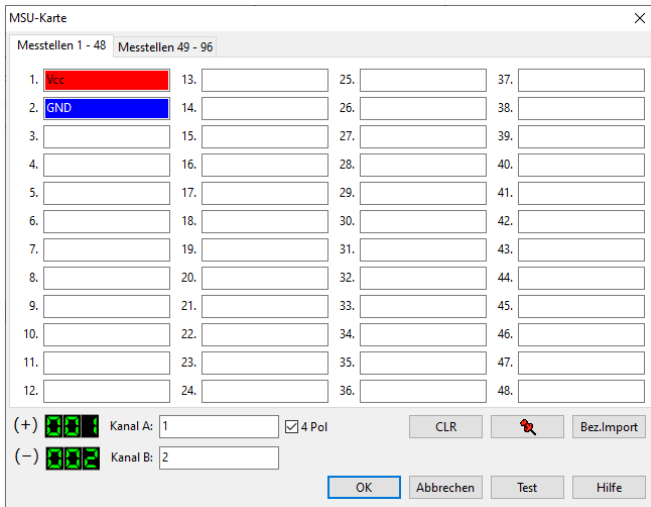 MSU-Karte
Messtellen 1 - 48 Messtellen 49 - 96
1. Vcc 13. 25. 37.
2. GND 14. 26. 38.
3. 15. 27. 39.
4. 16. 28. 40.
5. 17. 29. 41.
6. 18. 30. 42.
7. 19. 31. 43.
8. 20. 32. 44.
9. 21. 33. 45.
10. 22. 34. 46.
11. 23. 35. 47.
12. 24. 36. 48.
(+) 001 Kanal A: 1 4 Pol CLR Bez.Import
(-) 002 Kanal B: 2
OK Abbrechen Test Hilfe